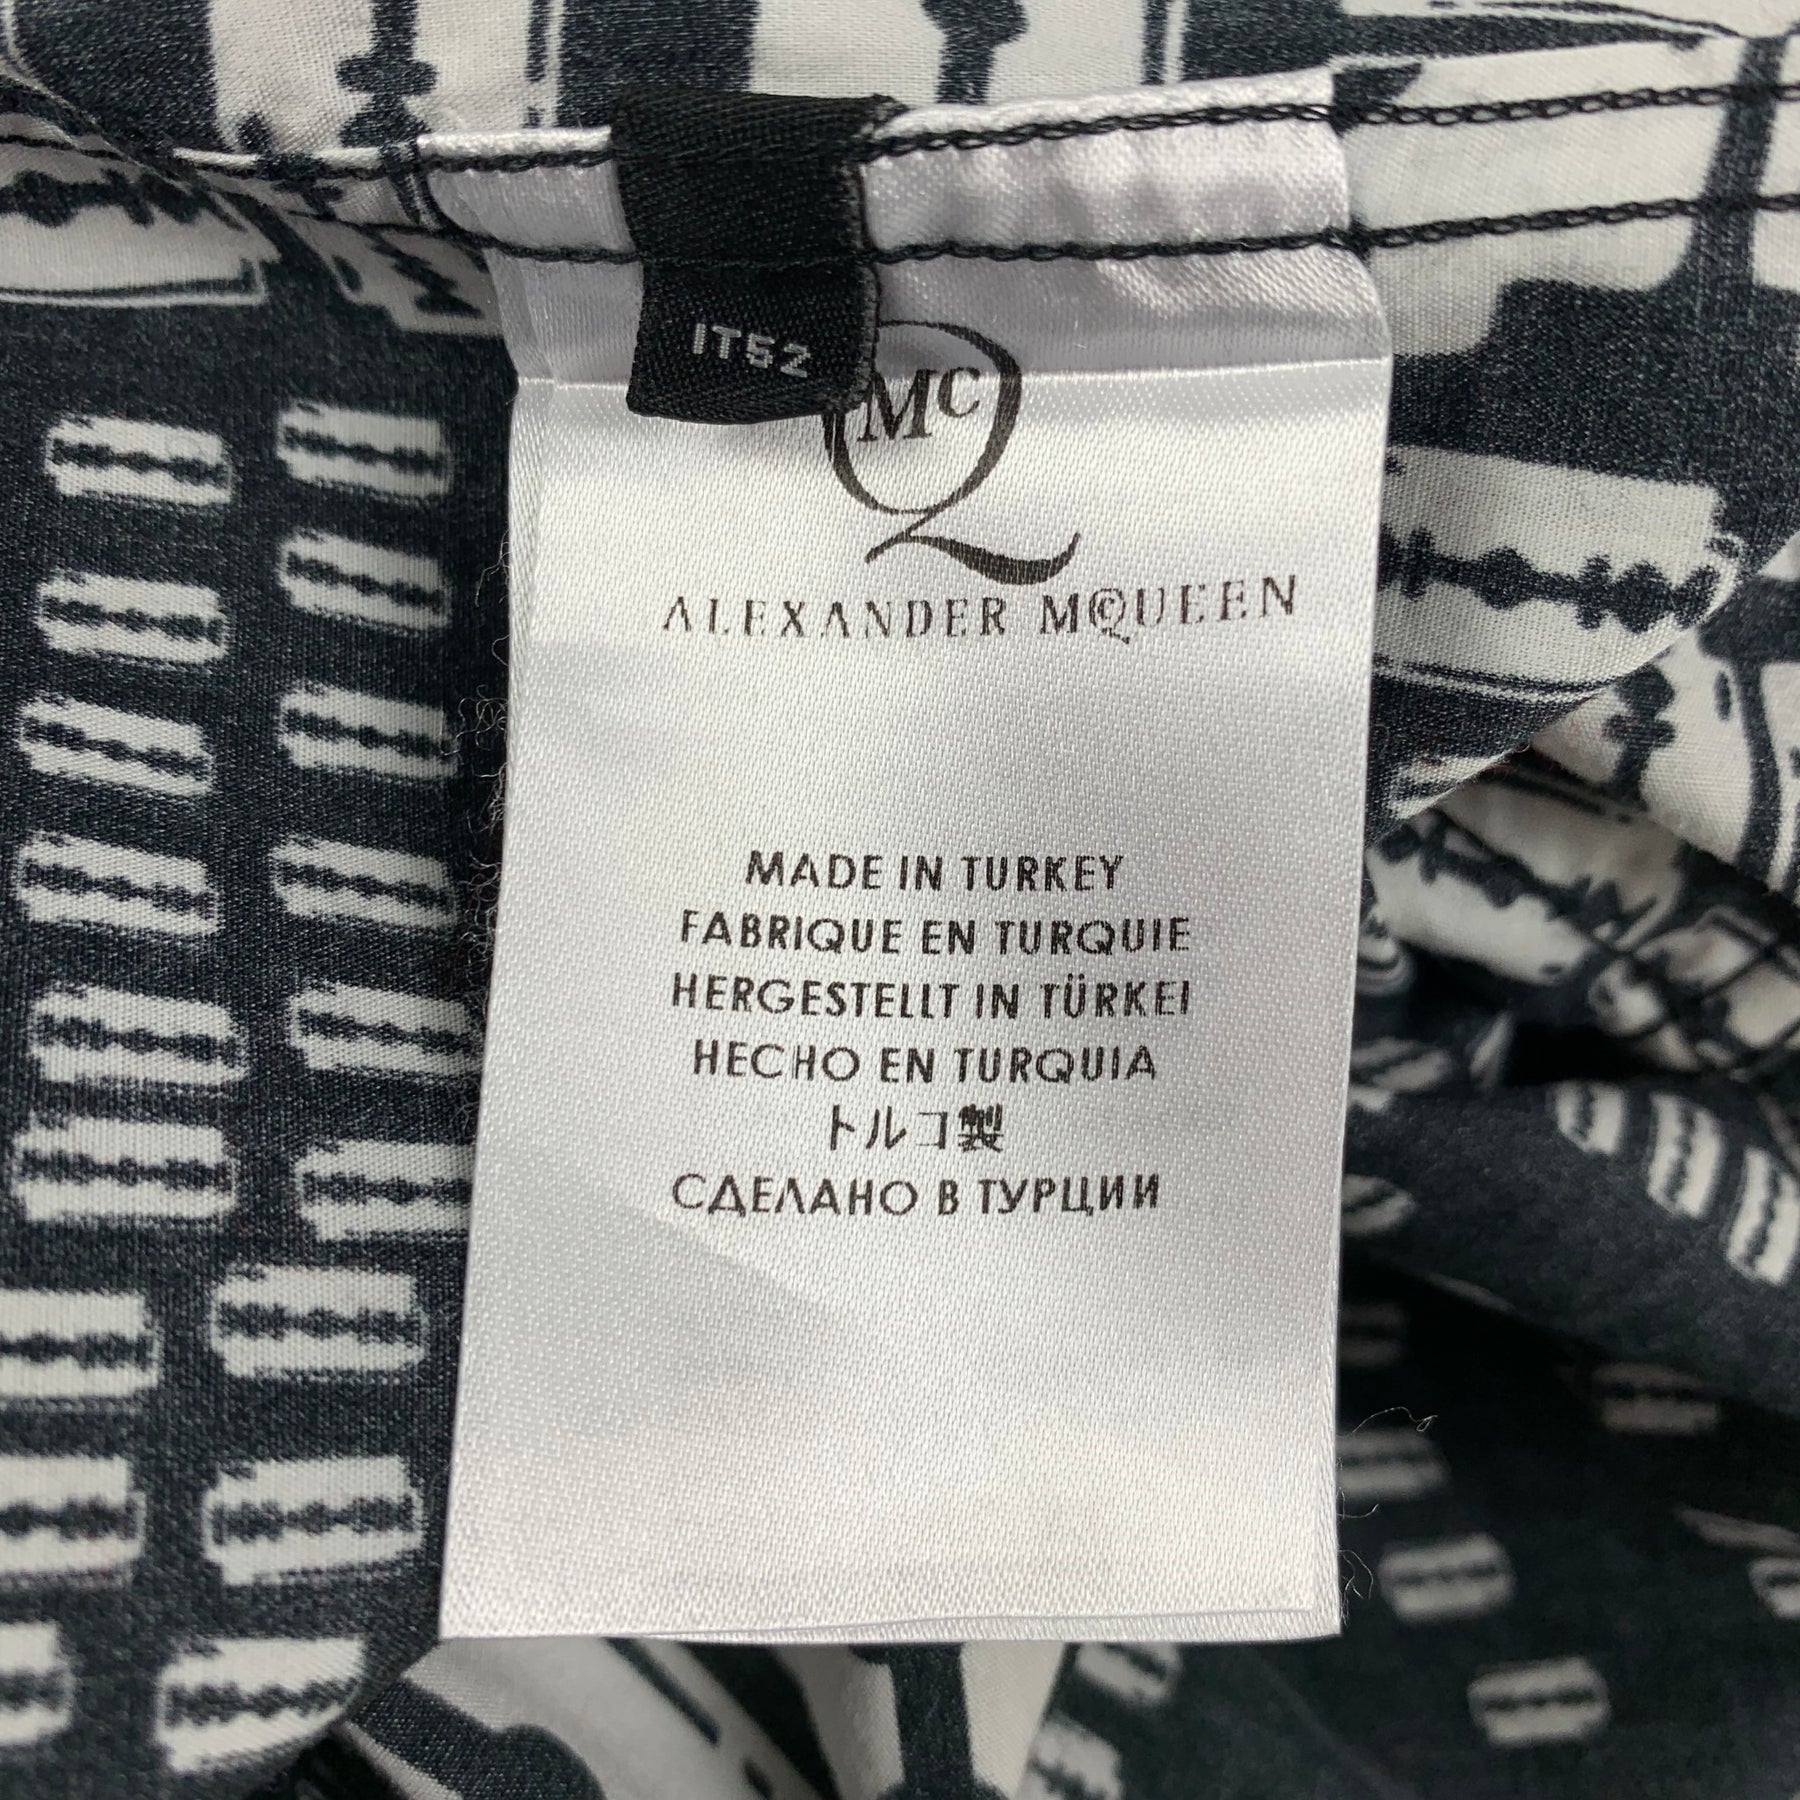 IT52
McQ
ALEXANDER MCQUEEN
MADE IN TURKEY
FABRIQUE EN TURQUIE
HERGESTELLT IN TÜRKEI
HECHO EN TURQUIA
トルコ製
СДЕЛАНО В ТУРЦИИ